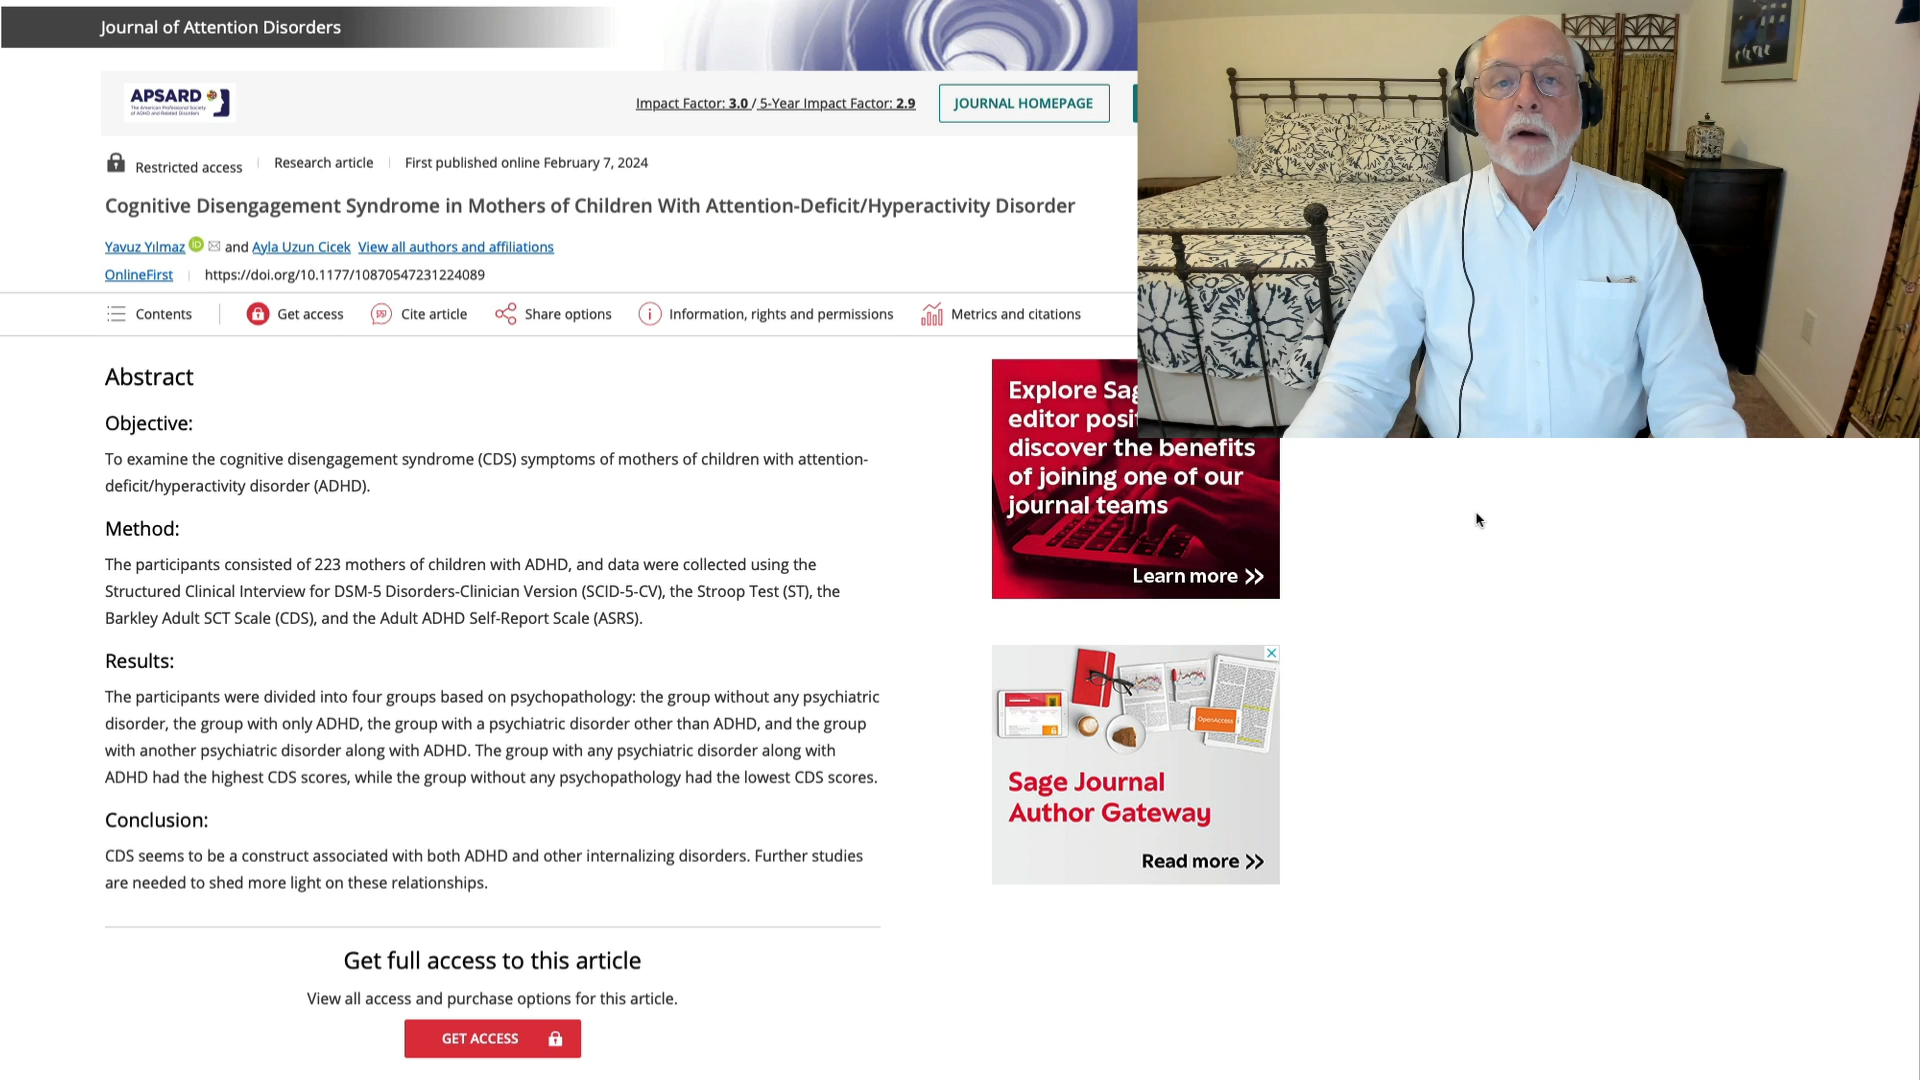 Journal of Attention Disorders
APSARD
The American Professional Society
of ADHD and Related Disorders
Impact Factor: 3.0 / 5-Year Impact Factor: 2.9
JOURNAL HOMEPAGE
Restricted access
Research article
First published online February 7, 2024
Cognitive Disengagement Syndrome in Mothers of Children With Attention-Deficit/Hyperactivity Disorder
Yavuz Yılmaz iD and Ayla Uzun Cicek View all authors and affiliations
OnlineFirst
https://doi.org/10.1177/10870547231224089
Contents
Get access
Cite article
Share options
Information, rights and permissions
Metrics and citations
Abstract
Objective:
To examine the cognitive disengagement syndrome (CDS) symptoms of mothers of children with attention-
deficit/hyperactivity disorder (ADHD).
Method:
The participants consisted of 223 mothers of children with ADHD, and data were collected using the
Structured Clinical Interview for DSM-5 Disorders-Clinician Version (SCID-5-CV), the Stroop Test (ST), the
Barkley Adult SCT Scale (CDS), and the Adult ADHD Self-Report Scale (ASRS).
Results:
The participants were divided into four groups based on psychopathology: the group without any psychiatric
disorder, the group with only ADHD, the group with a psychiatric disorder other than ADHD, and the group
with another psychiatric disorder along with ADHD. The group with any psychiatric disorder along with
ADHD had the highest CDS scores, while the group without any psychopathology had the lowest CDS scores.
Conclusion:
CDS seems to be a construct associated with both ADHD and other internalizing disorders. Further studies
are needed to shed more light on these relationships.
Get full access to this article
View all access and purchase options for this article.
GET ACCESS
Explore Sag
editor posit
discover the benefits
of joining one of our
journal teams
Learn more >>
OpenAccess
Sage Journal
Author Gateway
Read more >>